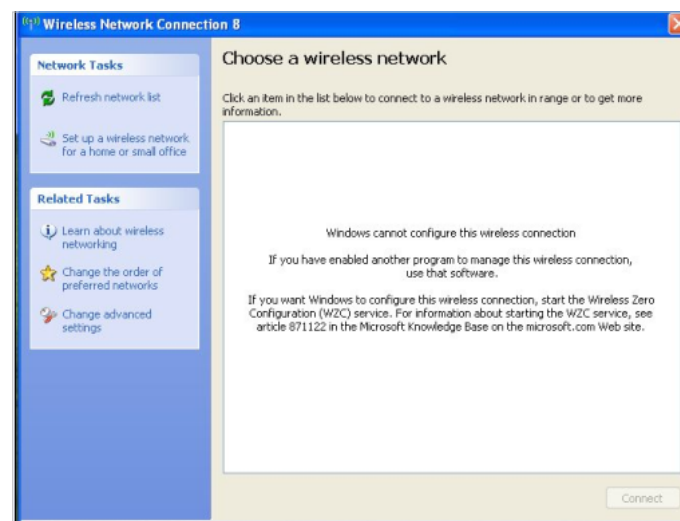 Wireless Network Connection 8
Network Tasks
Refresh network list
Set up a wireless network
for a home or small office
Related Tasks
Learn about wireless
networking
Change the order of
preferred networks
Change advanced
settings
Choose a wireless network
Click an item in the list below to connect to a wireless network in range or to get more
information.
Windows cannot configure this wireless connection
If you have enabled another program to manage this wireless connection,
use that software.
If you want Windows to configure this wireless connection, start the Wireless Zero
Configuration (WZC) service. For information about starting the WZC service, see
article 871122 in the Microsoft Knowledge Base on the microsoft.com Web site.
Connect